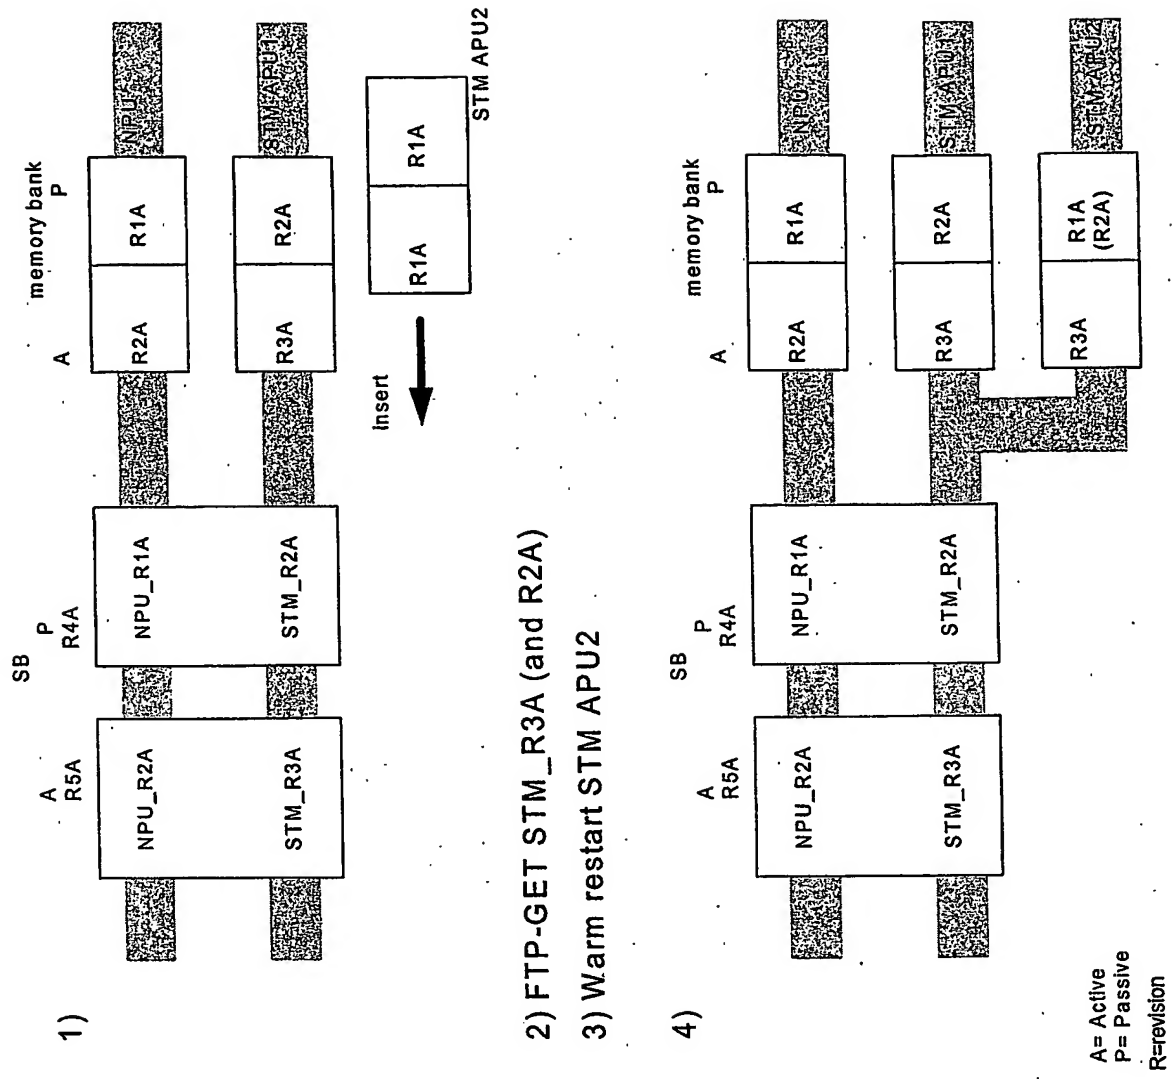 1)
SB
A
P
R5A
R4A
A
memory bank
P
NPU_R2A
NPU_R1A
R2A
R1A
NPU
STM_R3A
STM_R2A
R3A
R2A
STM APU1
Insert
R1A
R1A
STM APU2
2) FTP-GET STM_R3A (and R2A)
3) Warm restart STM APU2
4)
SB
A
P
R5A
R4A
A
memory bank
P
NPU_R2A
NPU_R1A
R2A
R1A
NPU
STM_R3A
STM_R2A
R3A
R2A
STM APU1
R3A
R1A
(R2A)
STM APU2
A= Active
P= Passive
R=revision